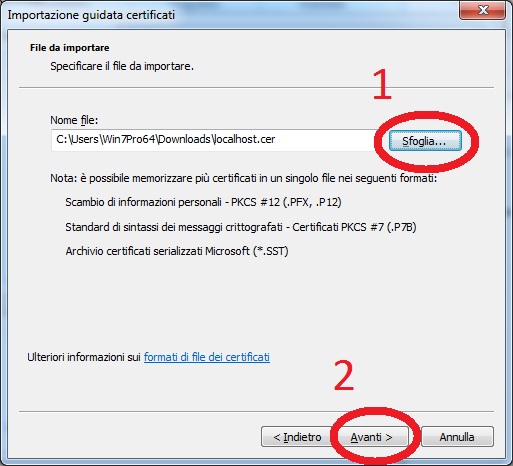 Importazione guidata certificati
File da importare
Specificare il file da importare.
1
Nome file:
C:\Users\Win7Pro64\Downloads\localhost.cer
Sfoglia...
Nota: è possibile memorizzare più certificati in un singolo file nei seguenti formati:
Scambio di informazioni personali - PKCS #12 (.PFX, .P12)
Standard di sintassi dei messaggi crittografati - Certificati PKCS #7 (.P7B)
Archivio certificati serializzati Microsoft (*.SST)
Ulteriori informazioni sui formati di file dei certificati
2
< Indietro
Avanti >
Annulla